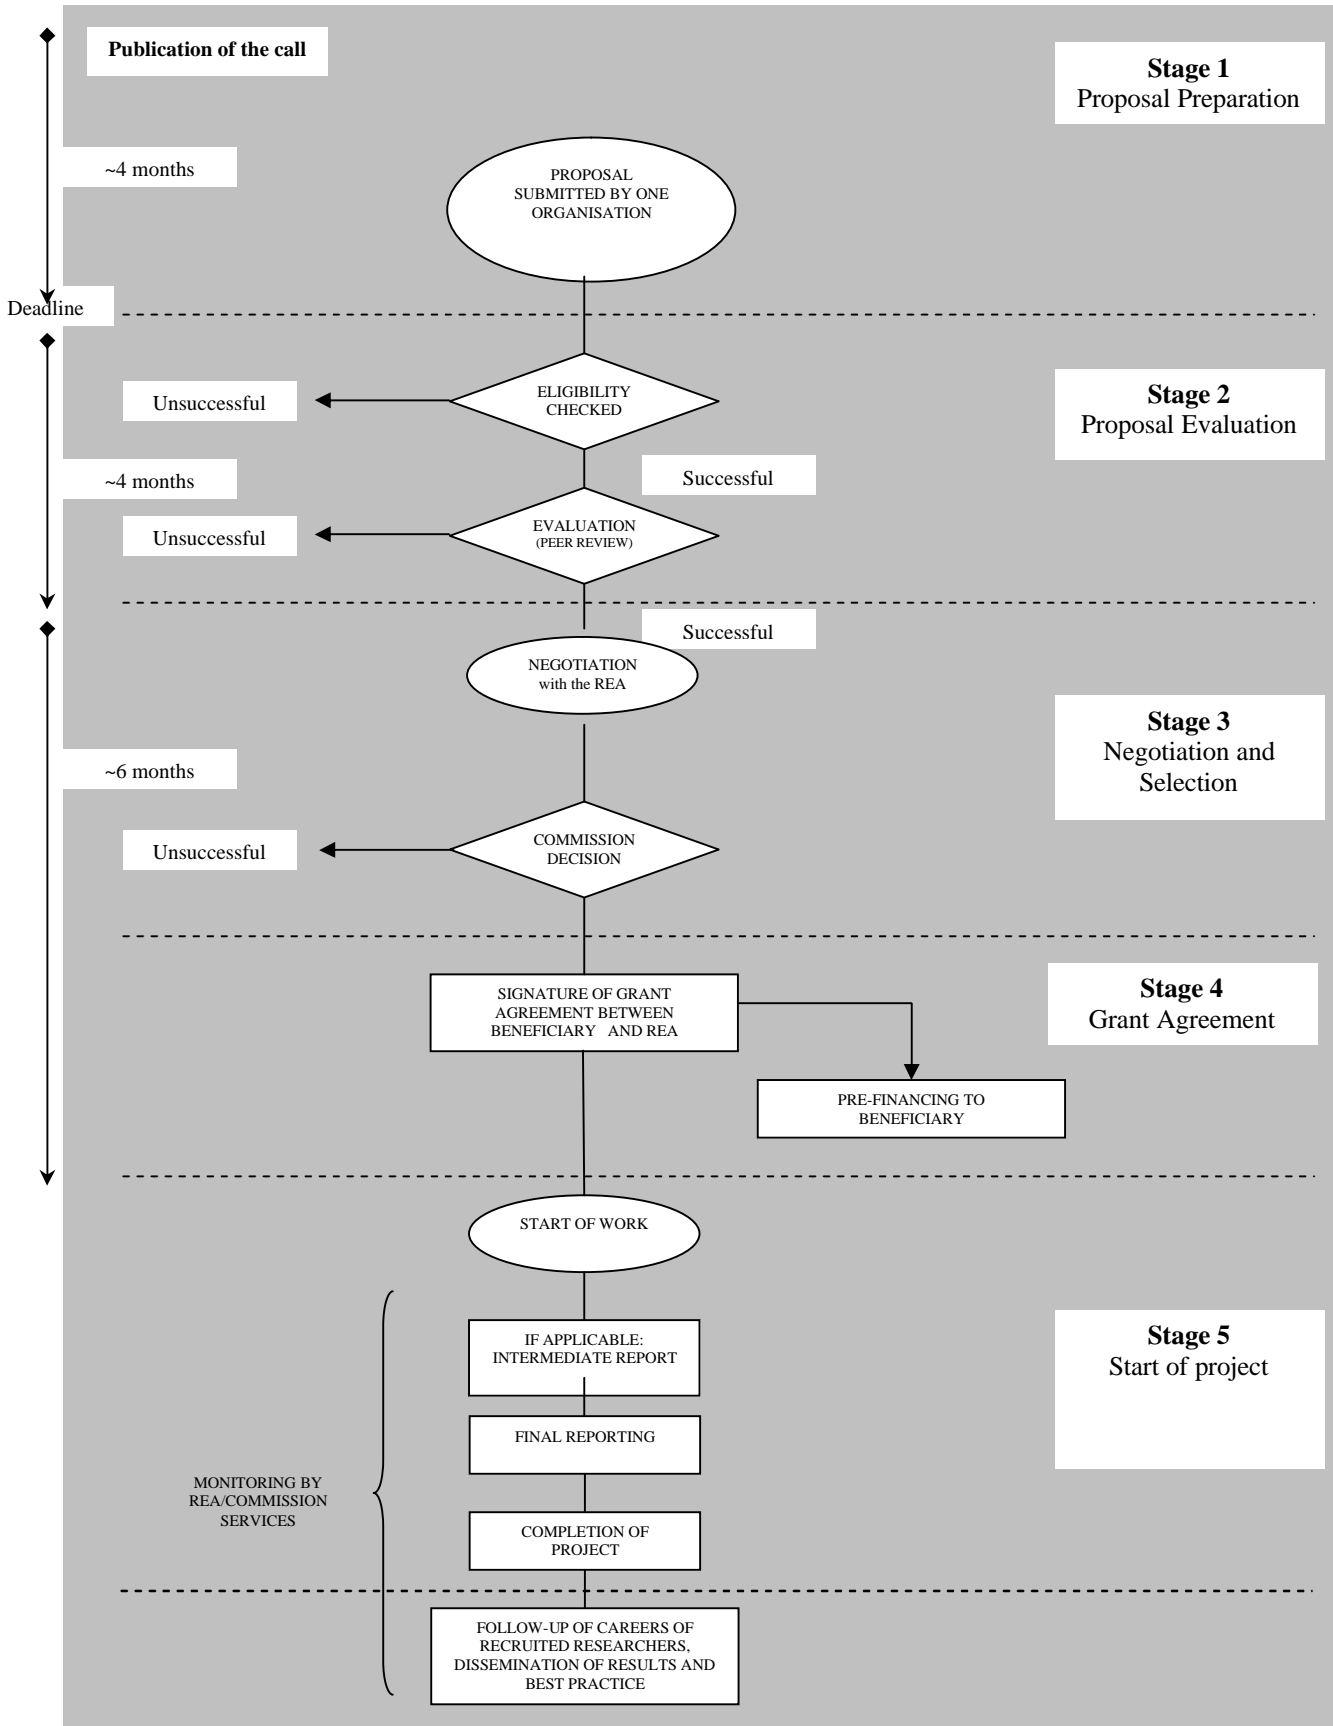 Publication of the call
Stage 1
Proposal Preparation
~4 months
PROPOSAL
SUBMITTED BY ONE
ORGANISATION
Deadline
Unsuccessful
ELIGIBILITY
CHECKED
Stage 2
Proposal Evaluation
~4 months
Successful
Unsuccessful
EVALUATION
(PEER REVIEW)
Successful
NEGOTIATION
with the REA
Stage 3
Negotiation and
Selection
~6 months
Unsuccessful
COMMISSION
DECISION
SIGNATURE OF GRANT
AGREEMENT BETWEEN
BENEFICIARY AND REA
Stage 4
Grant Agreement
PRE-FINANCING TO
BENEFICIARY
START OF WORK
IF APPLICABLE:
INTERMEDIATE REPORT
Stage 5
Start of project
FINAL REPORTING
MONITORING BY
REA/COMMISSION
SERVICES
COMPLETION OF
PROJECT
FOLLOW-UP OF CAREERS OF
RECRUITED RESEARCHERS,
DISSEMINATION OF RESULTS AND
BEST PRACTICE